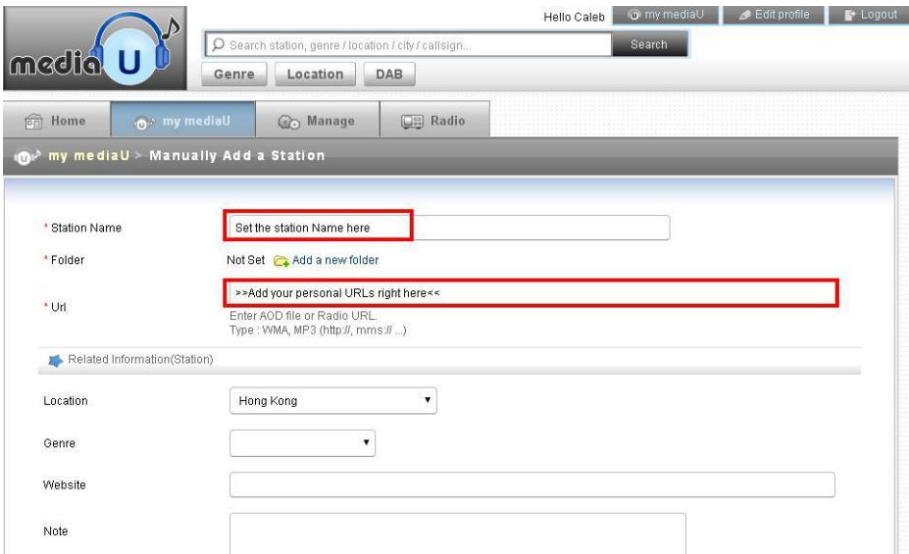 Hello Caleb my mediaU Edit profile Logout
media U
Search station, genre / location / city / callsign... Search
Genre Location DAB
Home my mediaU Manage Radio
my mediaU > Manually Add a Station
* Station Name Set the station Name here
* Folder Not Set Add a new folder
* Url >>Add your personal URLs right here<<
Enter AOD file or Radio URL.
Type : WMA, MP3 (http://, mms:// ...)
Related Information(Station)
Location Hong Kong
Genre
Website
Note